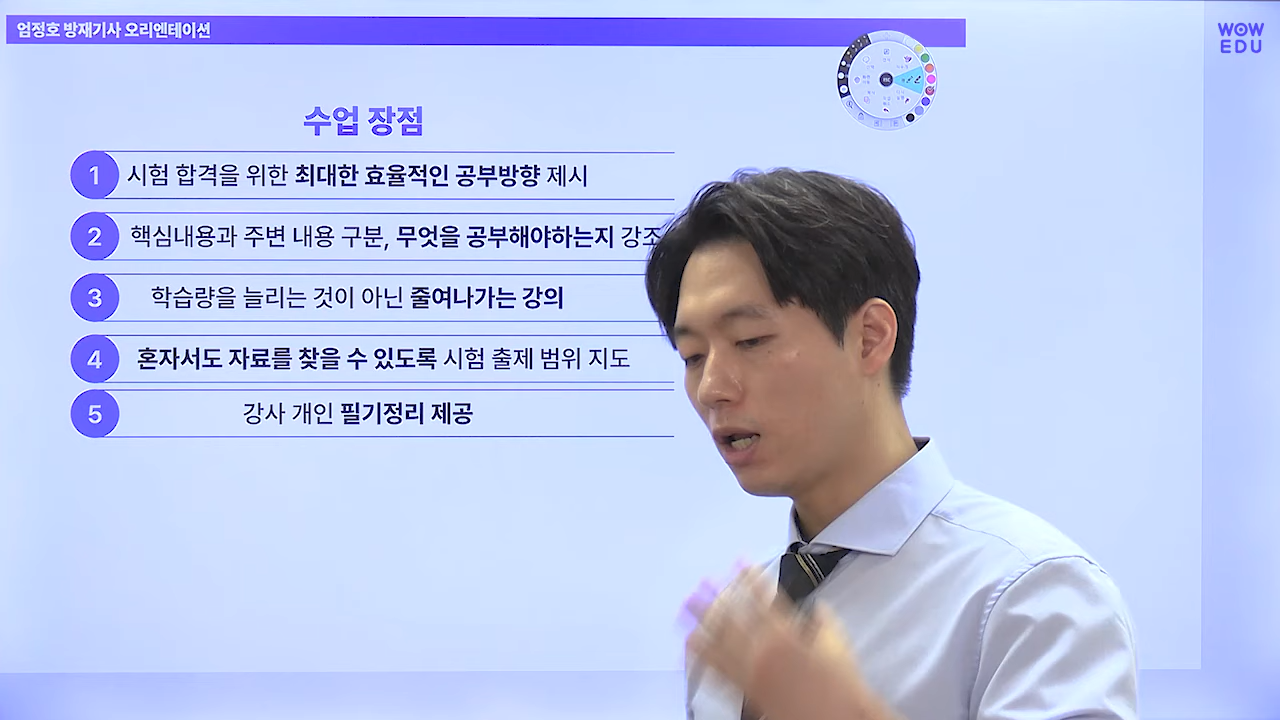 엄정호 방재기사 오리엔테이션
WOW
EDU
수업 장점
1 시험 합격을 위한 최대한 효율적인 공부방향 제시
2 핵심내용과 주변 내용 구분, 무엇을 공부해야하는지 강조
3 학습량을 늘리는 것이 아닌 줄여나가는 강의
4 혼자서도 자료를 찾을 수 있도록 시험 출제 범위 지도
5 강사 개인 필기정리 제공
ESC